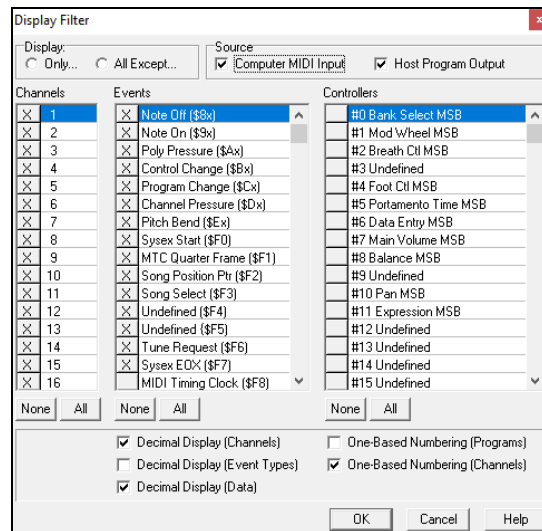 Display Filter
x
Display:
Only...
All Except...
Source
Computer MIDI Input
Host Program Output
Channels
X 1
X 2
X 3
X 4
X 5
X 6
X 7
X 8
X 9
X 10
X 11
X 12
X 13
X 14
X 15
X 16
None All
Events
X Note Off ($8x)
X Note On ($9x)
X Poly Pressure ($Ax)
X Control Change ($Bx)
X Program Change ($Cx)
X Channel Pressure ($Dx)
X Pitch Bend ($Ex)
X Sysex Start ($F0)
X MTC Quarter Frame ($F1)
X Song Position Ptr ($F2)
X Song Select ($F3)
X Undefined ($F4)
X Undefined ($F5)
X Tune Request ($F6)
X Sysex EOX ($F7)
MIDI Timing Clock ($F8)
None All
Controllers
#0 Bank Select MSB
#1 Mod Wheel MSB
#2 Breath Ctl MSB
#3 Undefined
#4 Foot Ctl MSB
#5 Portamento Time MSB
#6 Data Entry MSB
#7 Main Volume MSB
#8 Balance MSB
#9 Undefined
#10 Pan MSB
#11 Expression MSB
#12 Undefined
#13 Undefined
#14 Undefined
#15 Undefined
None All
Decimal Display (Channels)
Decimal Display (Event Types)
Decimal Display (Data)
One-Based Numbering (Programs)
One-Based Numbering (Channels)
OK Cancel Help